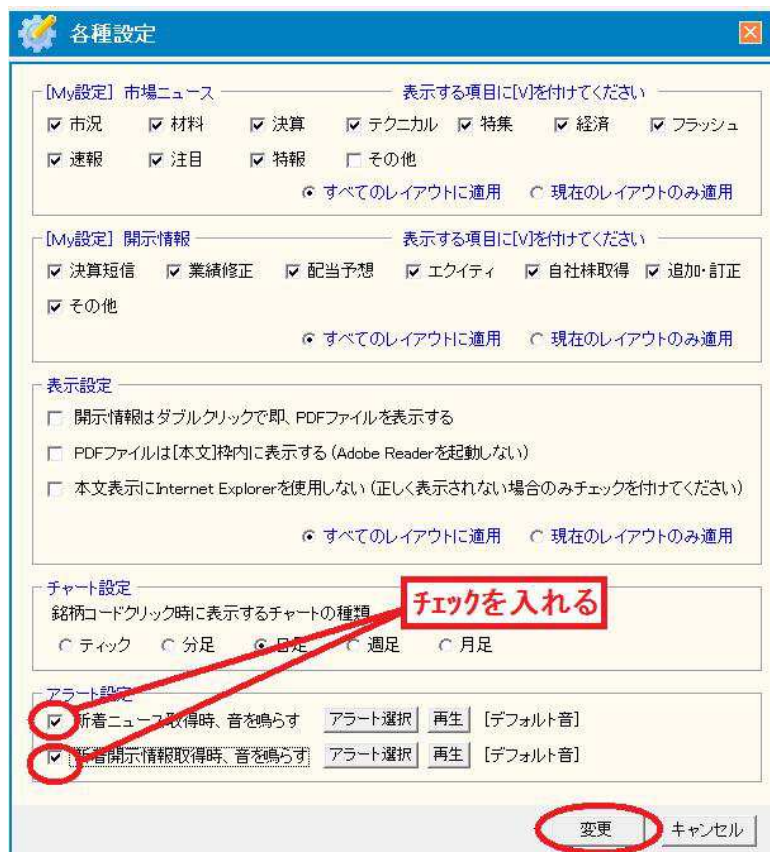 各種設定
[My設定] 市場ニュース 表示する項目に[V]を付けてください
市況 材料 決算 テクニカル 特集 経済 フラッシュ
速報 注目 特報 その他
すべてのレイアウトに適用 現在のレイアウトのみ適用
[My設定] 開示情報 表示する項目に[V]を付けてください
決算短信 業績修正 配当予想 エクイティ 自社株取得 追加・訂正
その他
すべてのレイアウトに適用 現在のレイアウトのみ適用
表示設定
開示情報はダブルクリックで即、PDFファイルを表示する
PDFファイルは[本文]枠内に表示する(Adobe Readerを起動しない)
本文表示にInternet Explorerを使用しない(正しく表示されない場合のみチェックを付けてください)
すべてのレイアウトに適用 現在のレイアウトのみ適用
チャート設定
チェックを入れる
銘柄コードクリック時に表示するチャートの種類
ティック 分足 日足 週足 月足
アラート設定
新着ニュース取得時、音を鳴らす アラート選択 再生 [デフォルト音]
新着開示情報取得時、音を鳴らす アラート選択 再生 [デフォルト音]
変更 キャンセル